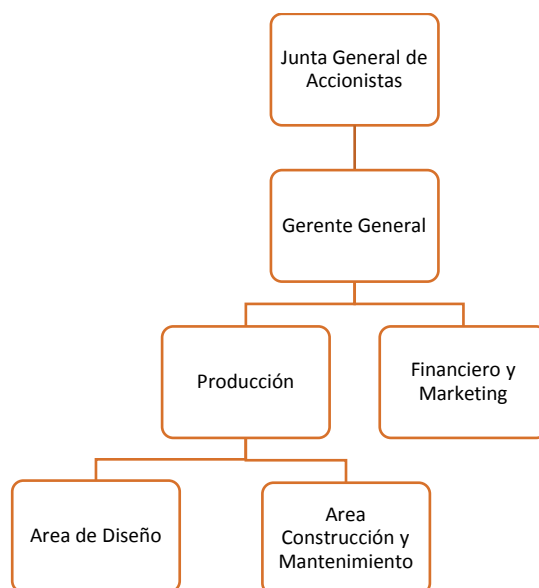 Junta General de
Accionistas
Gerente General
Producción
Financiero y
Marketing
Area de Diseño
Area
Construcción y
Mantenimiento